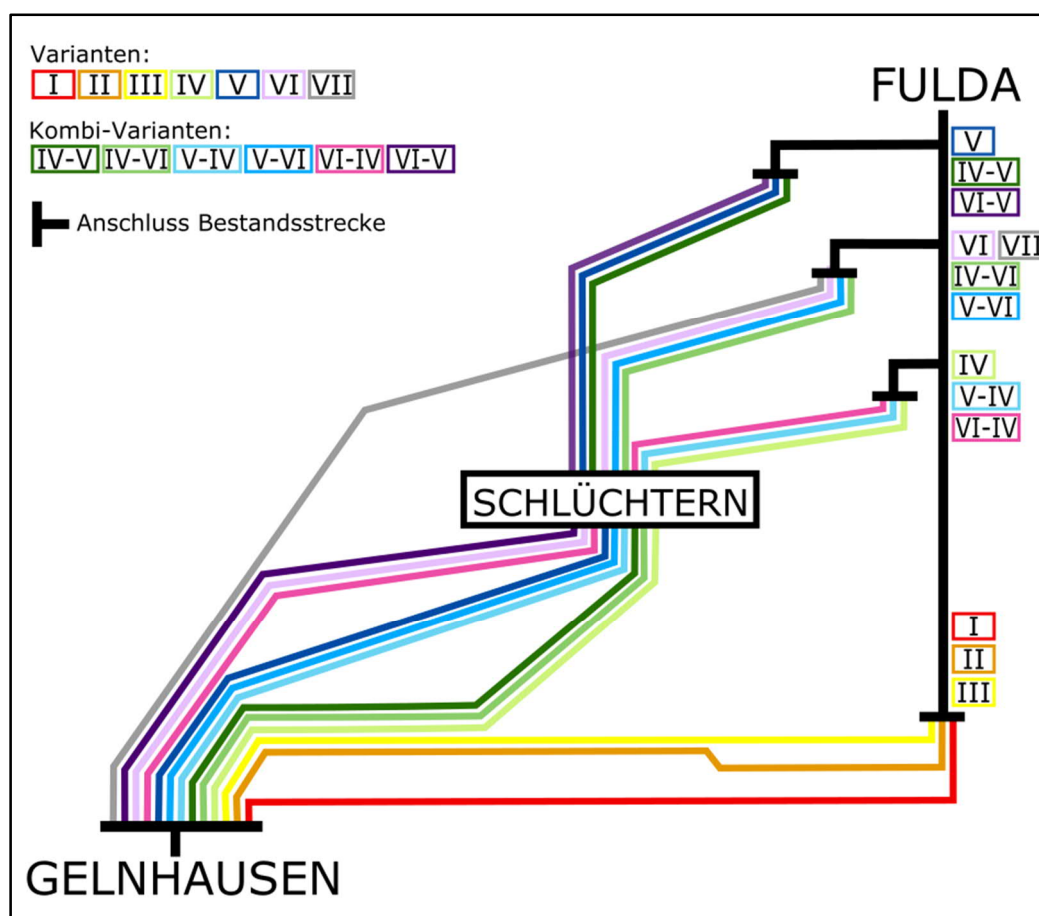 Varianten:
I II III IV V VI VII
Kombi-Varianten:
IV-V IV-VI V-IV V-VI VI-IV VI-V
Anschluss Bestandsstrecke
FULDA
V
IV-V
VI-V
VI VII
IV-VI
V-VI
IV
V-IV
VI-IV
SCHLÜCHTERN
I
II
III
GELNHAUSEN